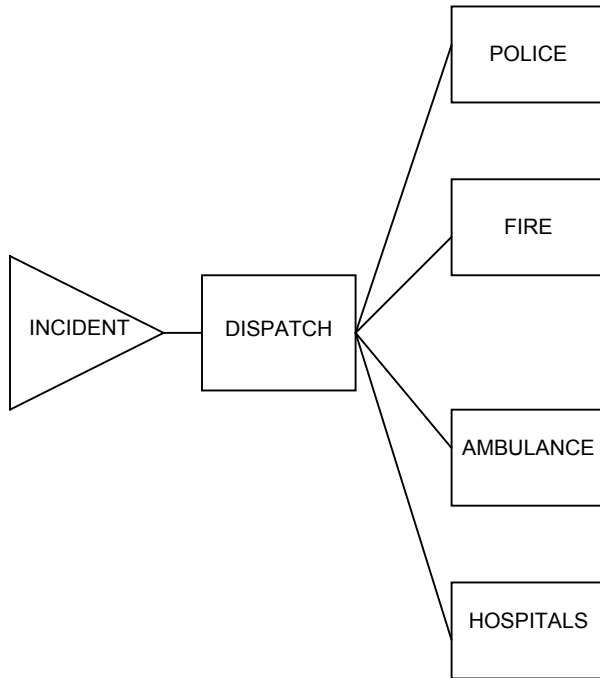 POLICE
FIRE
INCIDENT
DISPATCH
AMBULANCE
HOSPITALS